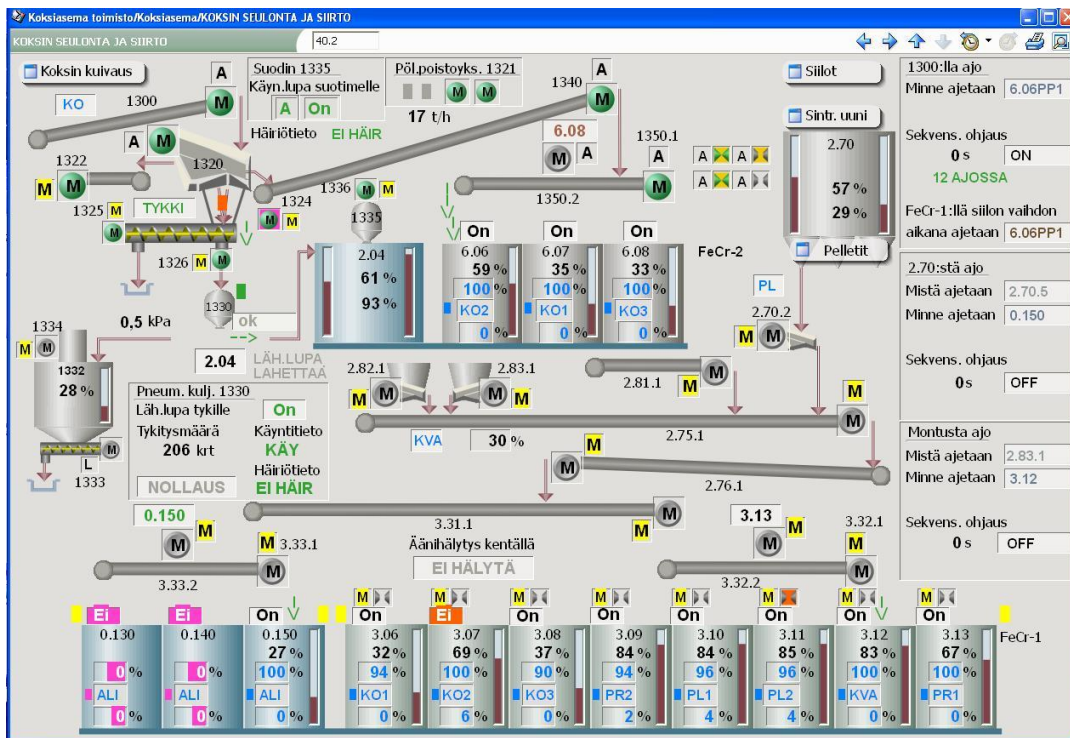 Koksiasema toimisto/Koksiasema/KOKSIN SEULONTA JA SIIRTO
KOKSIN SEULONTA JA SIIRTO
40.2
Koksin kuivaus
A
Suodin 1335
Käyn.lupa suotimelle
A On
Häiriötieto EI HÄIR
Pöl.poistoyks. 1321
M M
17 t/h
1340
A
M
Siilot
Sintr. uuni
1300:lla ajo
Minne ajetaan 6.06PP1
Sekvens. ohjaus
0 s ON
12 AJOSSA
FeCr-1:llä siilon vaihdon
aikana ajetaan 6.06PP1
KO
1300
M
A M
1320
1322
M M
1325 M
M
TYKKI
1326 M M
1324
M M
1336
M M
1335
6.08
M A
1350.1
A
M
1350.2
A A
A A
2.70
57 %
29 %
Pelletit
2.70:stä ajo
Mistä ajetaan 2.70.5
Minne ajetaan 0.150
Sekvens. ohjaus
0 s OFF
2.04
61 %
93 %
On On On
6.06 6.07 6.08
59 % 35 % 33 %
100 % 100 % 100 %
KO2 KO1 KO3
0 % 0 % 0 %
FeCr-2
PL
2.70.2
M M
1330
ok
0,5 kPa
-->
2.04
LÄH.LUPA
LAHETTAÄ
1334
M M
1332
28 %
M
L
1333
Pneum. kulj. 1330
Läh.lupa tykille On
Tykitysmäärä Käyntitieto
206 krt KÄY
Häiriötieto
NOLLAUS EI HÄIR
2.82.1
M M
2.83.1
M M
2.81.1
M M
M
M
KVA
30 %
2.75.1
M
M
2.76.1
Montusta ajo
Mistä ajetaan 2.83.1
Minne ajetaan 3.12
Sekvens. ohjaus
0 s OFF
0.150
M M
3.31.1
M M
3.13
M M
3.32.1
M
M
M 3.33.1
M
3.33.2
Äänihälytys kentällä
EI HÄLYTÄ
3.32.2
M M M M M M M M
Ei Ei On
On Ei On On On On On On
0.130 0.140 0.150
27 %
0 % 0 % 100 %
ALI ALI ALI
0 % 0 % 0 %
3.06 3.07 3.08 3.09 3.10 3.11 3.12 3.13
32 % 69 % 37 % 84 % 84 % 85 % 83 % 67 %
94 % 100 % 90 % 94 % 96 % 96 % 100 % 100 %
KO1 KO2 KO3 PR2 PL1 PL2 KVA PR1
0 % 6 % 0 % 2 % 4 % 4 % 0 % 0 %
FeCr-1